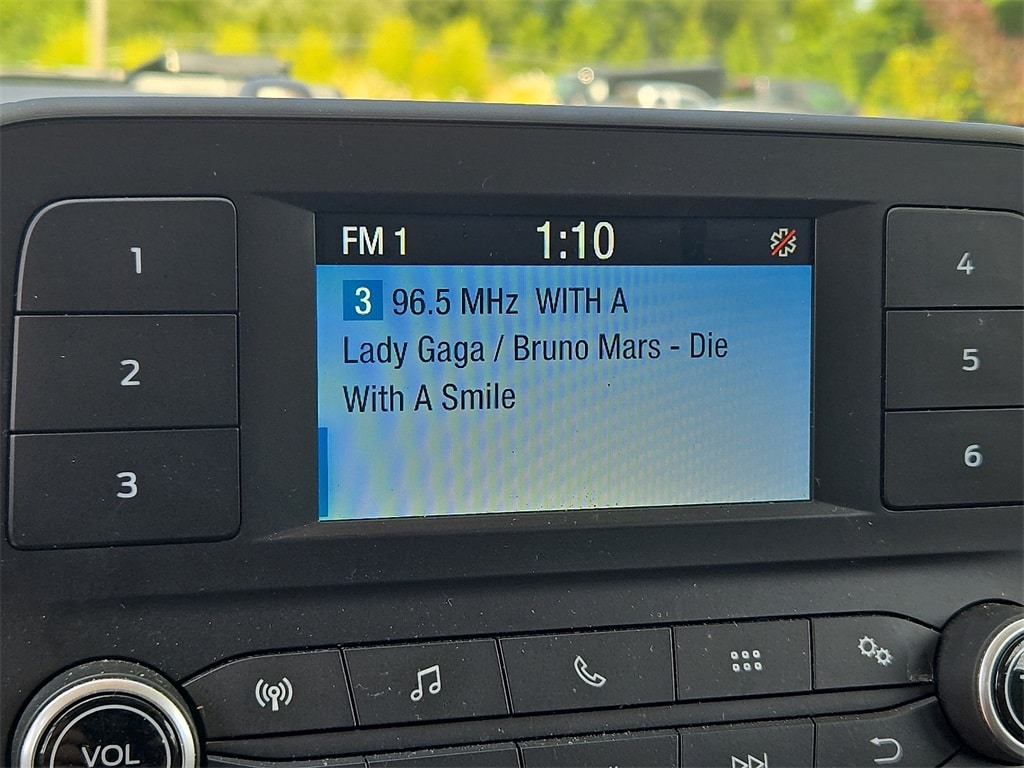 FM 1 1:10
3 96.5 MHz WITH A
Lady Gaga / Bruno Mars - Die
With A Smile
1
2
3
4
5
6
VOL